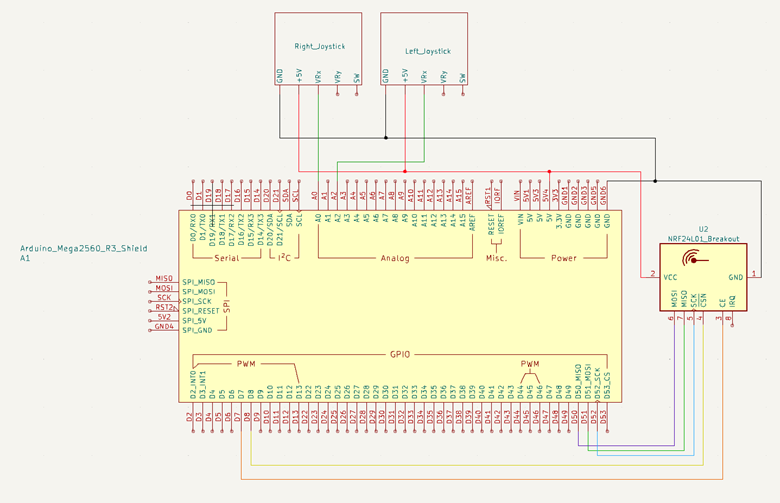 Right_Joystick
Left_Joystick
GND +5V VRx VRy SW
GND +5V VRx VRy SW
D0 D1 D19 D18 D17 D16 D15 D14 D20 D21 SDA SCL A0 A1 A2 A3 A4 A5 A6 A7 A8 A9 A10 A11 A12 A13 A14 A15 AREF RST1 IORF VIN 5V1 5V3 5V4 3V3 GND1 GND2 GND3 GND5 GND6
D0/RX0 D1/TX0 D19/RX1 D18/TX1 D17/RX2 D16/TX2 D15/RX3 D14/TX3 D20/SDA D21/SCL SDA SCL A0 A1 A2 A3 A4 A5 A6 A7 A8 A9 A10 A11 A12 A13 A14 A15 AREF RESET IOREF VIN 5V 5V 5V 3.3V GND GND GND GND GND
Serial I²C Analog Misc. Power
Arduino_Mega2560_R3_Shield
A1
MISO SPI_MISO
MOSI SPI_MOSI
SCK SPI_SCK
RST2 SPI_RESET
5V2 SPI_5V
GND4 SPI_GND
SPI
U2
NRF24L01_Breakout
2 VCC GND 1
MOSI MISO SCK CSN CE IRQ
6 7 5 4 3 8
GPIO
PWM PWM
D2_INT0 D3_INT1 D4 D5 D6 D7 D8 D9 D10 D11 D12 D13 D22 D23 D24 D25 D26 D27 D28 D29 D30 D31 D32 D33 D34 D35 D36 D37 D38 D39 D40 D41 D42 D43 D44 D45 D46 D47 D48 D49 D50_MISO D51_MOSI D52_SCK D53_CS
D2 D3 D4 D5 D6 D7 D8 D9 D10 D11 D12 D13 D22 D23 D24 D25 D26 D27 D28 D29 D30 D31 D32 D33 D34 D35 D36 D37 D38 D39 D40 D41 D42 D43 D44 D45 D46 D47 D48 D49 D50 D51 D52 D53